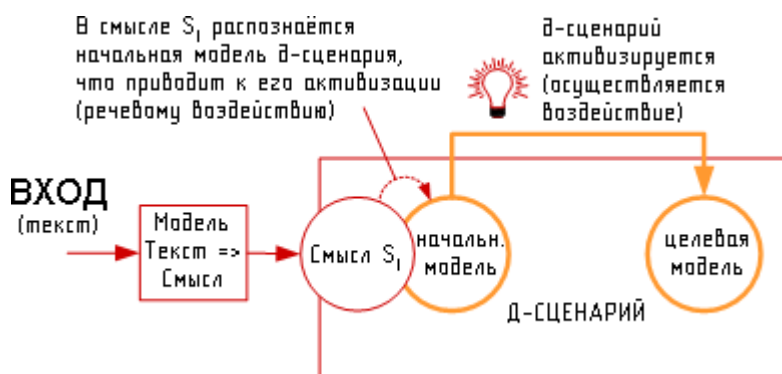 В смысле S₁ распознаётся
начальная модель д-сценария,
что приводит к его активизации
(речевому воздействию)
д-сценарий
активизируется
(осуществляется
воздействие)
ВХОД
(текст)
Модель
Текст =>
Смысл
Смысл S₁
начальн.
модель
целевая
модель
Д-СЦЕНАРИЙ